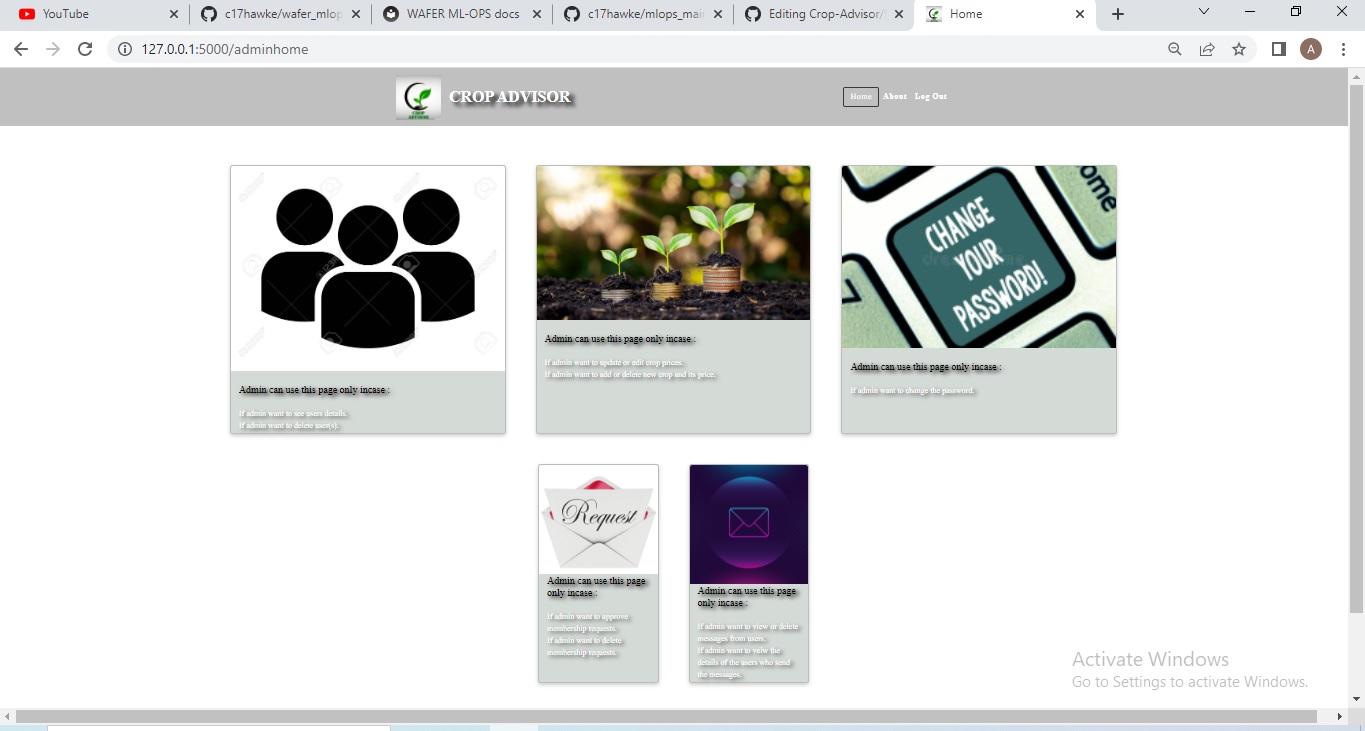 YouTube
c17hawke/wafer_mlop
WAFER ML-OPS docs
c17hawke/mlops_mai
Editing Crop-Advisor/
Home
127.0.0.1:5000/adminhome
A
CROP
ADVISOR
CROP ADVISOR
Home
About
Log Out
ome
CHANGE
YOUR
PASSWORD!
Admin can use this page only incase :
If admin want to see users details.
If admin want to delete user(s).
Admin can use this page only incase :
If admin want to update or edit crop prices.
If admin want to add or delete new crop and its price.
Admin can use this page only incase :
If admin want to change the password.
Request
Admin can use this page
only incase :
If admin want to approve
membership requests.
If admin want to delete
membership requests.
Admin can use this page
only incase :
If admin want to view or delete
messages from users.
If admin want to veiw the
details of the users who send
the messages.
Activate Windows
Go to Settings to activate Windows.